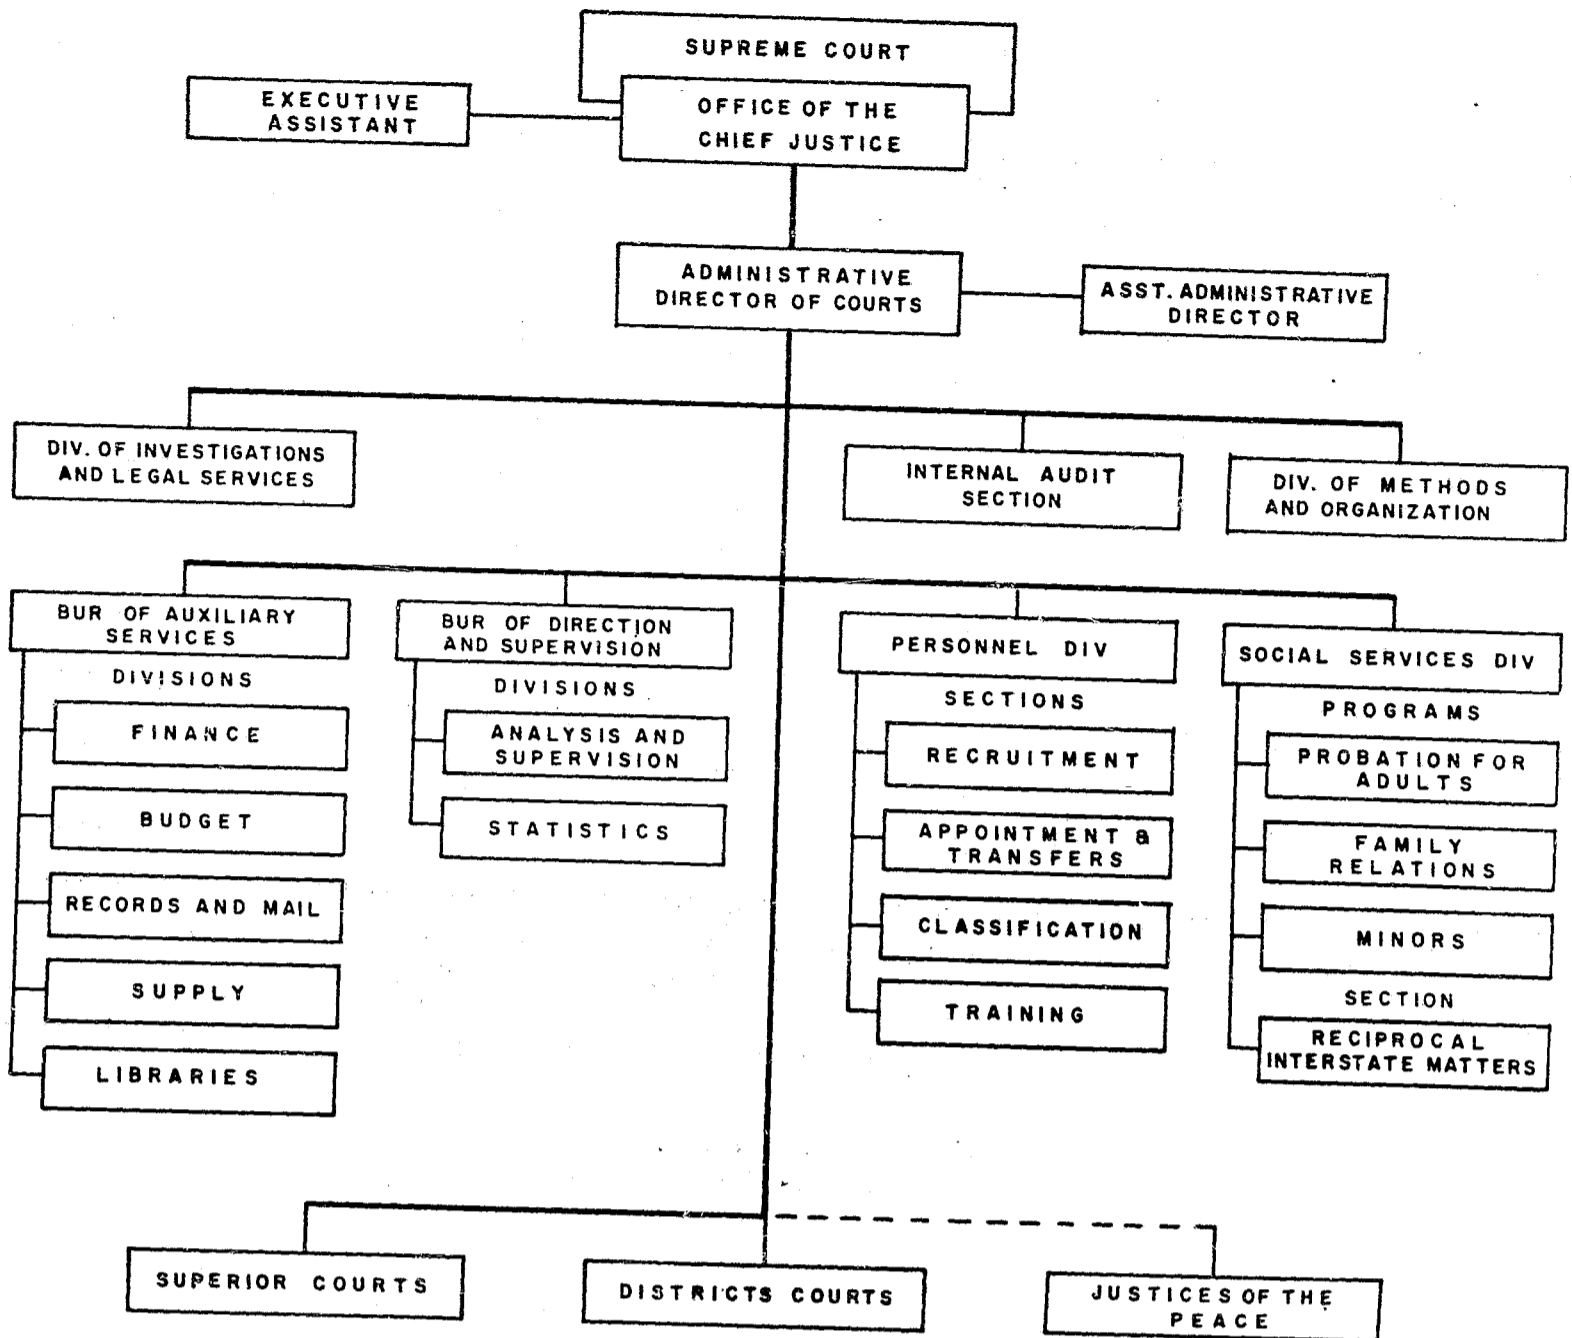 SUPREME COURT
EXECUTIVE
ASSISTANT
OFFICE OF THE
CHIEF JUSTICE
ADMINISTRATIVE
DIRECTOR OF COURTS
ASST. ADMINISTRATIVE
DIRECTOR
DIV. OF INVESTIGATIONS
AND LEGAL SERVICES
INTERNAL AUDIT
SECTION
DIV. OF METHODS
AND ORGANIZATION
BUR OF AUXILIARY
SERVICES
DIVISIONS
FINANCE
BUDGET
RECORDS AND MAIL
SUPPLY
LIBRARIES
BUR OF DIRECTION
AND SUPERVISION
DIVISIONS
ANALYSIS AND
SUPERVISION
STATISTICS
PERSONNEL DIV
SECTIONS
RECRUITMENT
APPOINTMENT &
TRANSFERS
CLASSIFICATION
TRAINING
SOCIAL SERVICES DIV
PROGRAMS
PROBATION FOR
ADULTS
FAMILY
RELATIONS
MINORS
SECTION
RECIPROCAL
INTERSTATE MATTERS
SUPERIOR COURTS
DISTRICTS COURTS
JUSTICES OF THE
PEACE